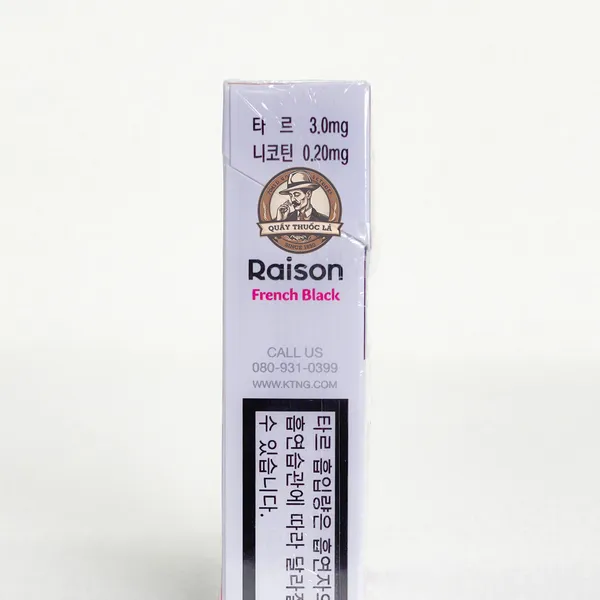 타 르 3.0mg
니코틴 0.20mg
QUẦY THUỐC LÁ
Raison
French Black
CALL US
080-931-0399
WWW.KTNG.COM
타르 흡입량은 흡연자의
흡연습관에 따라 달라질
수 있습니다.